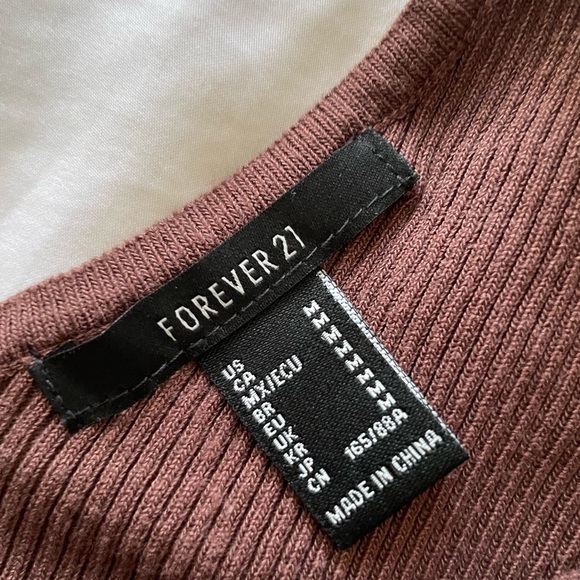 FOREVER 21
US M
CA M
MX/ECU M
BR M
EU M
UK M
KR M
JP M
CN 165/88A
MADE IN CHINA